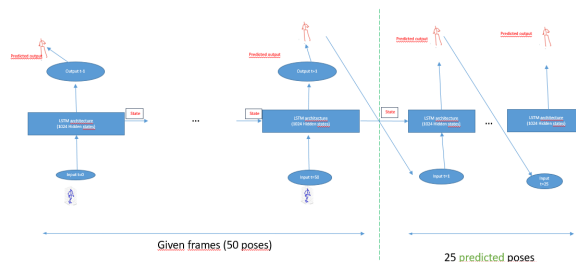 Predicted output
Output t=1
State
LSTM architecture
(1024 Hidden states)
Input t=0
...
Predicted output
Output t=1
State
LSTM architecture
(1024 Hidden states)
Input t=50
State
Predicted output
LSTM architecture
(1024 Hidden states)
Input t=1
...
Predicted output
LSTM architecture
(1024 Hidden states)
Input
t=25
Given frames (50 poses)
25 predicted poses